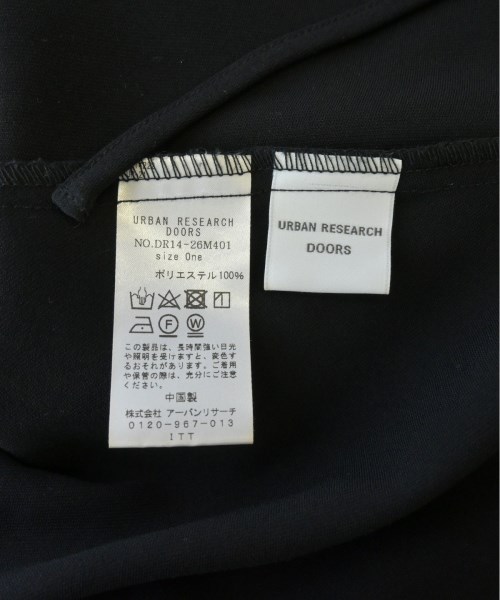 URBAN RESEARCH
DOORS
NO.DR14-26M401
size One
ポリエステル100%
この製品は、長時間強い日光
や照明を受けますと、変色す
るおそれがあります。ご着用
や保管の際は、充分にご注意
ください。
中国製
株式会社 アーバンリサーチ
0120-967-013
1TT
URBAN RESEARCH
DOORS